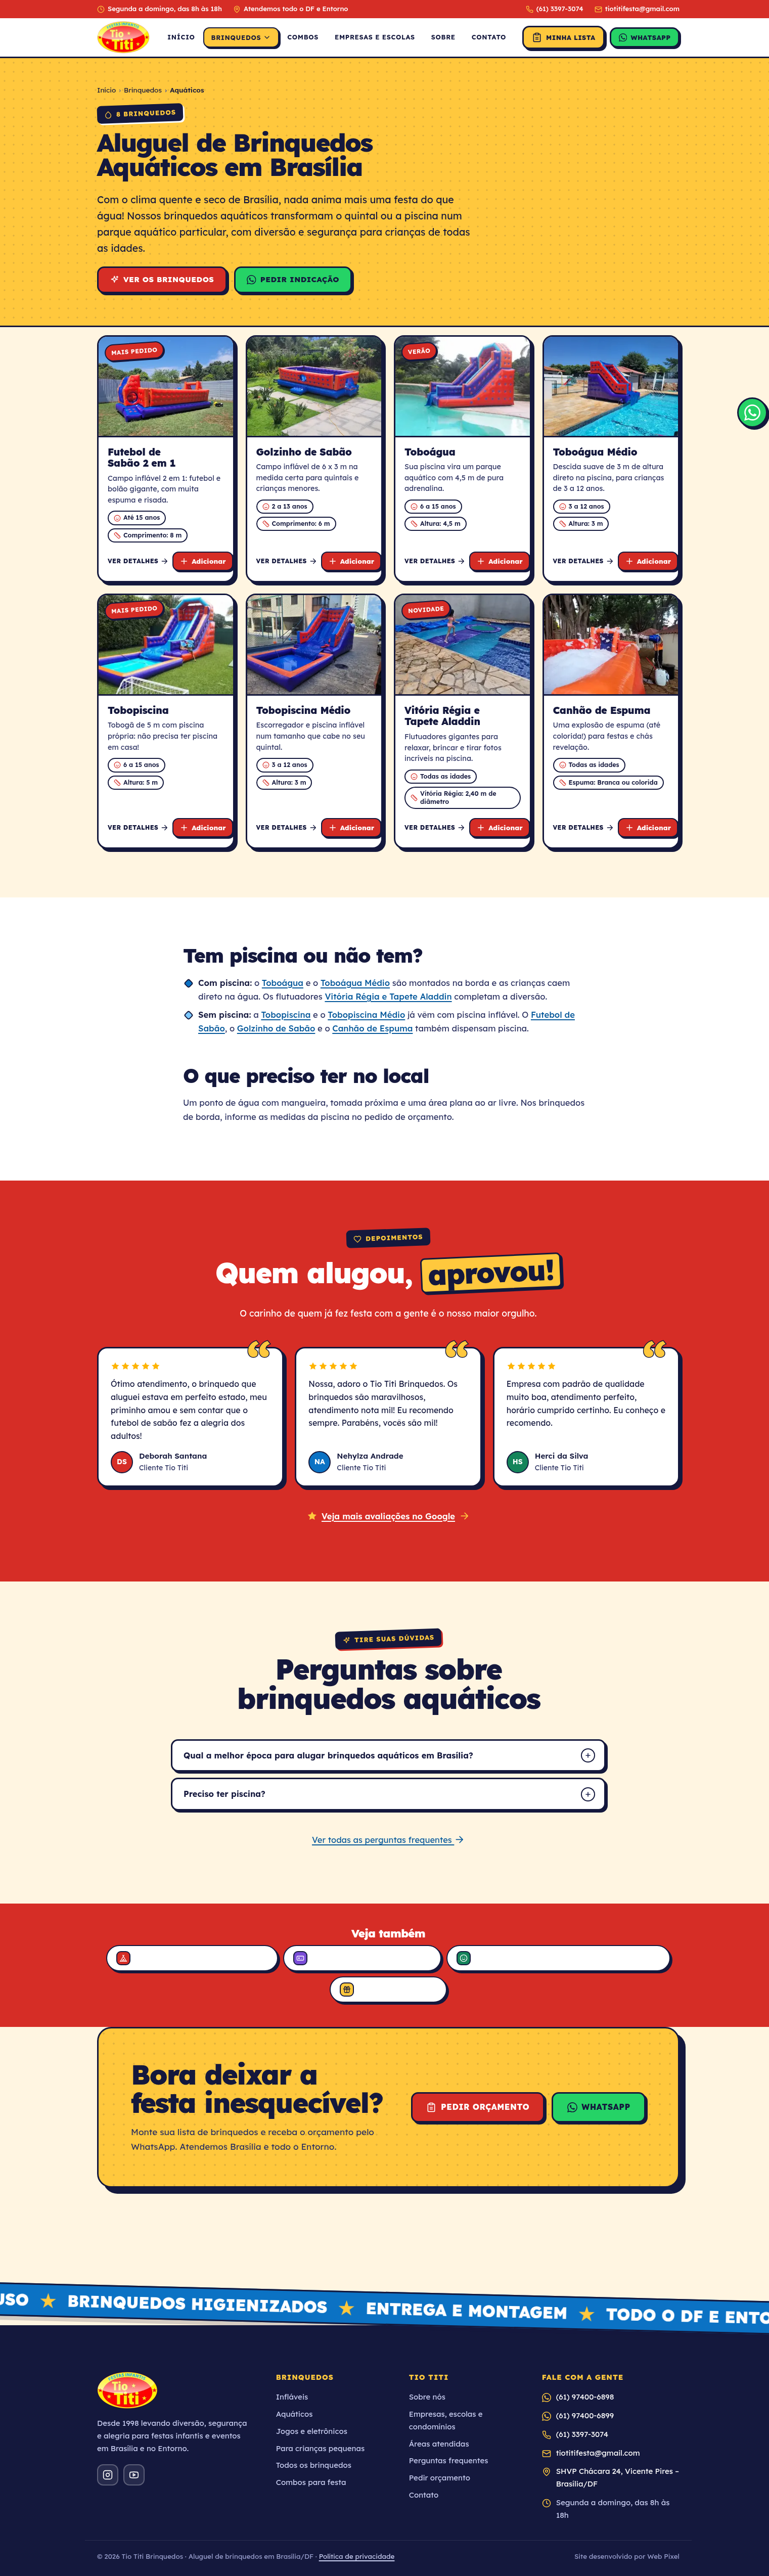 Segunda a domingo, das 8h às 18h
Atendemos todo o DF e Entorno
(61) 3397-3074
tiotitifesta@gmail.com
Tio Titi
INÍCIO
BRINQUEDOS
COMBOS
EMPRESAS E ESCOLAS
SOBRE
CONTATO
MINHA LISTA
WHATSAPP
Início › Brinquedos › Aquáticos
8 BRINQUEDOS
Aluguel de Brinquedos
Aquáticos em Brasília
Com o clima quente e seco de Brasília, nada anima mais uma festa do que
água! Nossos brinquedos aquáticos transformam o quintal ou a piscina num
parque aquático particular, com diversão e segurança para crianças de todas
as idades.
VER OS BRINQUEDOS
PEDIR INDICAÇÃO
MAIS PEDIDO
Futebol de
Sabão 2 em 1
Campo inflável 2 em 1: futebol e
bolão gigante, com muita
espuma e risada.
Até 15 anos
Comprimento: 8 m
VER DETALHES →
+ Adicionar
Golzinho de Sabão
Campo inflável de 6 x 3 m na
medida certa para quintais e
crianças menores.
2 a 13 anos
Comprimento: 6 m
VER DETALHES →
+ Adicionar
VERÃO
Toboágua
Sua piscina vira um parque
aquático com 4,5 m de pura
adrenalina.
6 a 15 anos
Altura: 4,5 m
VER DETALHES →
+ Adicionar
Toboágua Médio
Descida suave de 3 m de altura
direto na piscina, para crianças
de 3 a 12 anos.
3 a 12 anos
Altura: 3 m
VER DETALHES →
+ Adicionar
MAIS PEDIDO
Tobopiscina
Tobogã de 5 m com piscina
própria: não precisa ter piscina
em casa!
6 a 15 anos
Altura: 5 m
VER DETALHES →
+ Adicionar
Tobopiscina Médio
Escorregador e piscina inflável
num tamanho que cabe no seu
quintal.
3 a 12 anos
Altura: 3 m
VER DETALHES →
+ Adicionar
NOVIDADE
Vitória Régia e
Tapete Aladdin
Flutuadores gigantes para
relaxar, brincar e tirar fotos
incríveis na piscina.
Todas as idades
Vitória Régia: 2,40 m de
diâmetro
VER DETALHES →
+ Adicionar
Canhão de Espuma
Uma explosão de espuma (até
colorida!) para festas e chás
revelação.
Todas as idades
Espuma: Branca ou colorida
VER DETALHES →
+ Adicionar
Tem piscina ou não tem?
Com piscina: o Toboágua e o Toboágua Médio são montados na borda e as crianças caem
direto na água. Os flutuadores Vitória Régia e Tapete Aladdin completam a diversão.
Sem piscina: a Tobopiscina e o Tobopiscina Médio já vêm com piscina inflável. O Futebol de
Sabão, o Golzinho de Sabão e o Canhão de Espuma também dispensam piscina.
O que preciso ter no local
Um ponto de água com mangueira, tomada próxima e uma área plana ao ar livre. Nos brinquedos
de borda, informe as medidas da piscina no pedido de orçamento.
DEPOIMENTOS
Quem alugou, aprovou!
O carinho de quem já fez festa com a gente é o nosso maior orgulho.
Ótimo atendimento, o brinquedo que
aluguei estava em perfeito estado, meu
priminho amou e sem contar que o
futebol de sabão fez a alegria dos
adultos!
DS
Deborah Santana
Cliente Tio Titi
Nossa, adoro o Tio Titi Brinquedos. Os
brinquedos são maravilhosos,
atendimento nota mil! Eu recomendo
sempre. Parabéns, vocês são mil!
NA
Nehylza Andrade
Cliente Tio Titi
Empresa com padrão de qualidade
muito boa, atendimento perfeito,
horário cumprido certinho. Eu conheço e
recomendo.
HS
Herci da Silva
Cliente Tio Titi
Veja mais avaliações no Google →
TIRE SUAS DÚVIDAS
Perguntas sobre
brinquedos aquáticos
Qual a melhor época para alugar brinquedos aquáticos em Brasília?
Preciso ter piscina?
Ver todas as perguntas frequentes →
Veja também
Bora deixar a
festa inesquecível?
Monte sua lista de brinquedos e receba o orçamento pelo
WhatsApp. Atendemos Brasília e todo o Entorno.
PEDIR ORÇAMENTO
WHATSAPP
USO ★ BRINQUEDOS HIGIENIZADOS ★ ENTREGA E MONTAGEM ★ TODO O DF E ENTO
Tio Titi
Desde 1998 levando diversão, segurança
e alegria para festas infantis e eventos
em Brasília e no Entorno.
BRINQUEDOS
Infláveis
Aquáticos
Jogos e eletrônicos
Para crianças pequenas
Todos os brinquedos
Combos para festa
TIO TITI
Sobre nós
Empresas, escolas e
condomínios
Áreas atendidas
Perguntas frequentes
Pedir orçamento
Contato
FALE COM A GENTE
(61) 97400-6898
(61) 97400-6899
(61) 3397-3074
tiotitifesta@gmail.com
SHVP Chácara 24, Vicente Pires –
Brasília/DF
Segunda a domingo, das 8h às
18h
© 2026 Tio Titi Brinquedos · Aluguel de brinquedos em Brasília/DF · Política de privacidade
Site desenvolvido por Web Pixel